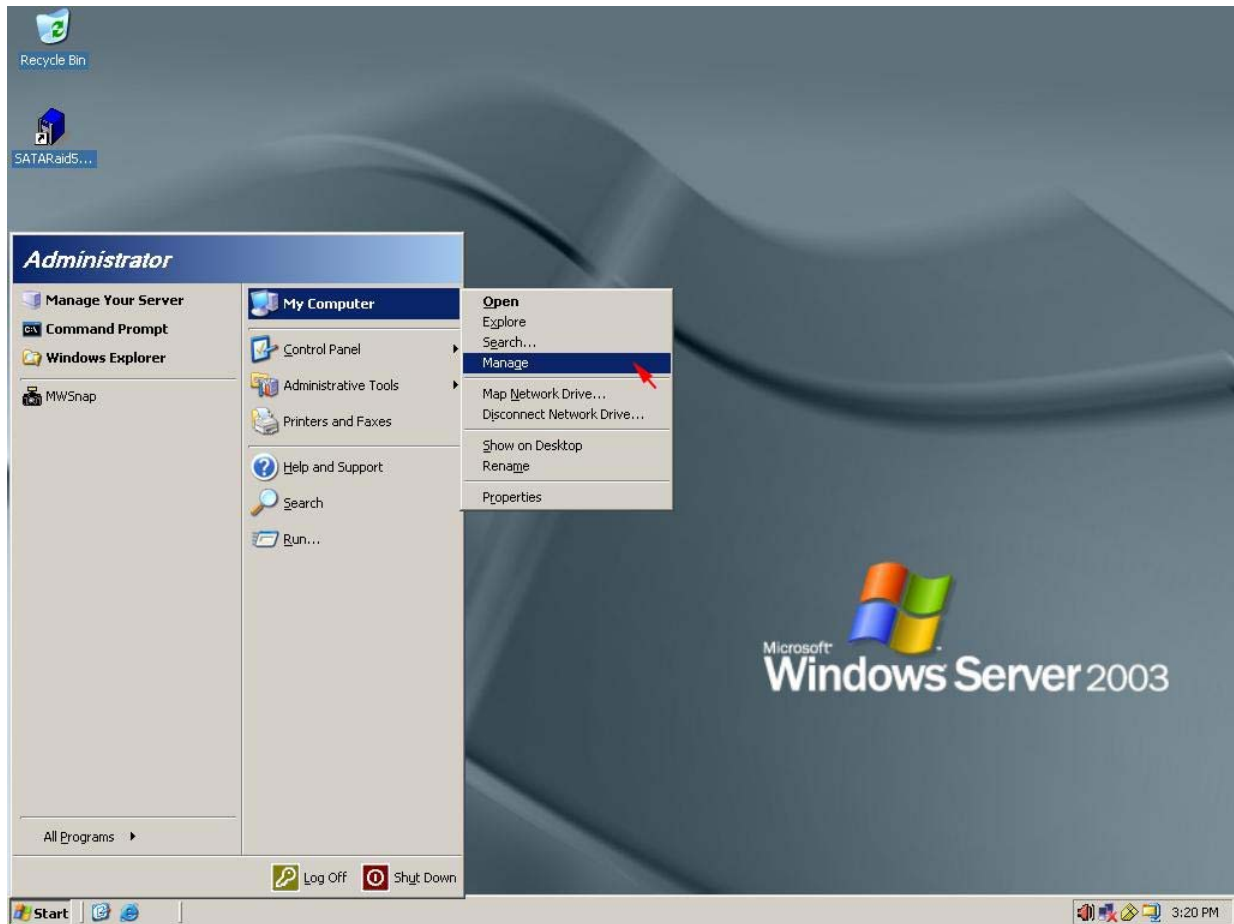 Recycle Bin
SATARaid5...
Administrator
Manage Your Server
Command Prompt
Windows Explorer
MWSnap
All Programs
My Computer
Control Panel
Administrative Tools
Printers and Faxes
Help and Support
Search
Run...
Log Off
Shut Down
Open
Explore
Search...
Manage
Map Network Drive...
Disconnect Network Drive...
Show on Desktop
Rename
Properties
Microsoft
Windows Server 2003
Start
3:20 PM